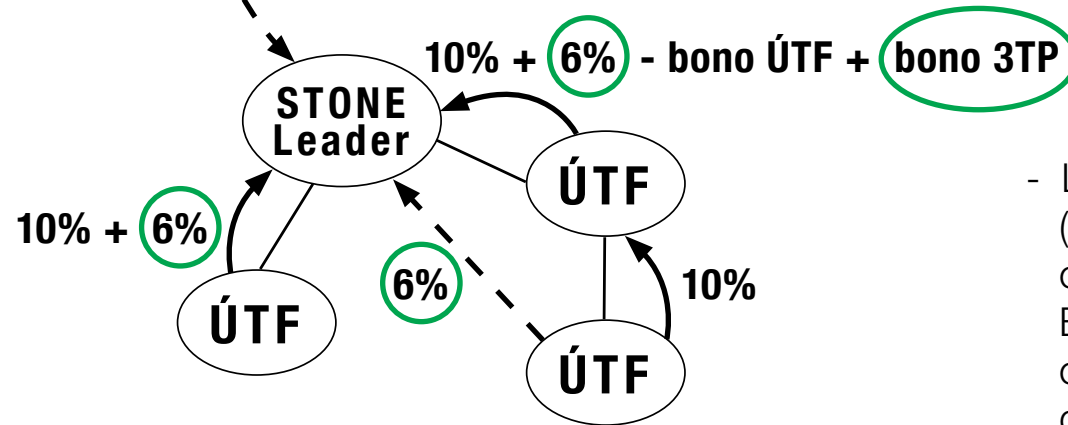 10% + 6% - bono ÚTF + bono 3TP
STONE
Leader
ÚTF
10% + 6%
6%
10%
ÚTF
ÚTF
-
(